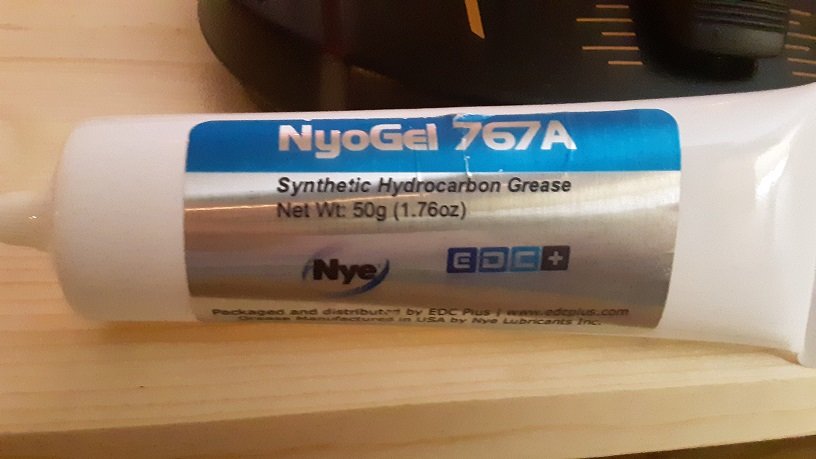 NyoGel 767A
Synthetic Hydrocarbon Grease
Net Wt: 50g (1.76oz)
Nye EDC+
Packaged and distributed by EDC Plus | www.edcplus.com
Grease Manufactured in USA by Nye Lubricants Inc.